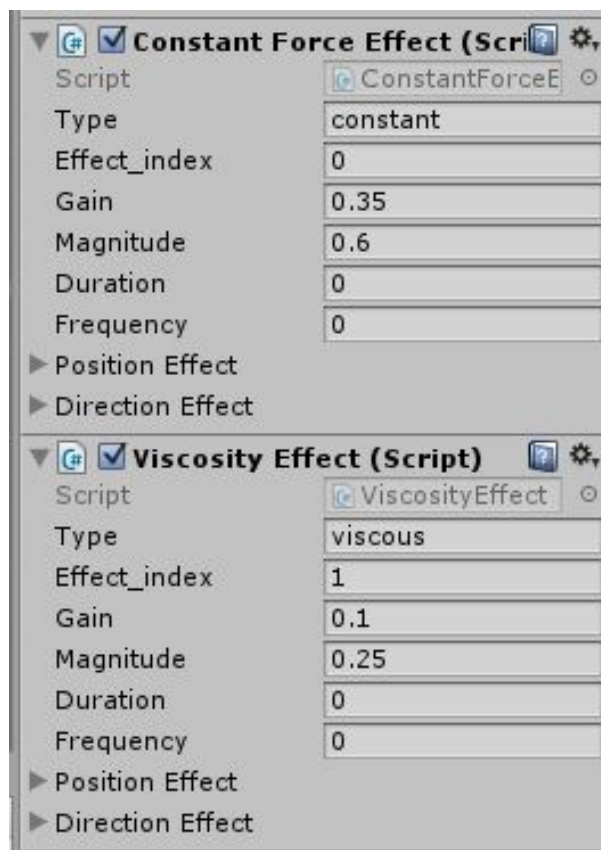 Constant Force Effect (Scri
Script ConstantForceE
Type constant
Effect_index 0
Gain 0.35
Magnitude 0.6
Duration 0
Frequency 0
Position Effect
Direction Effect
Viscosity Effect (Script)
Script ViscosityEffect
Type viscous
Effect_index 1
Gain 0.1
Magnitude 0.25
Duration 0
Frequency 0
Position Effect
Direction Effect